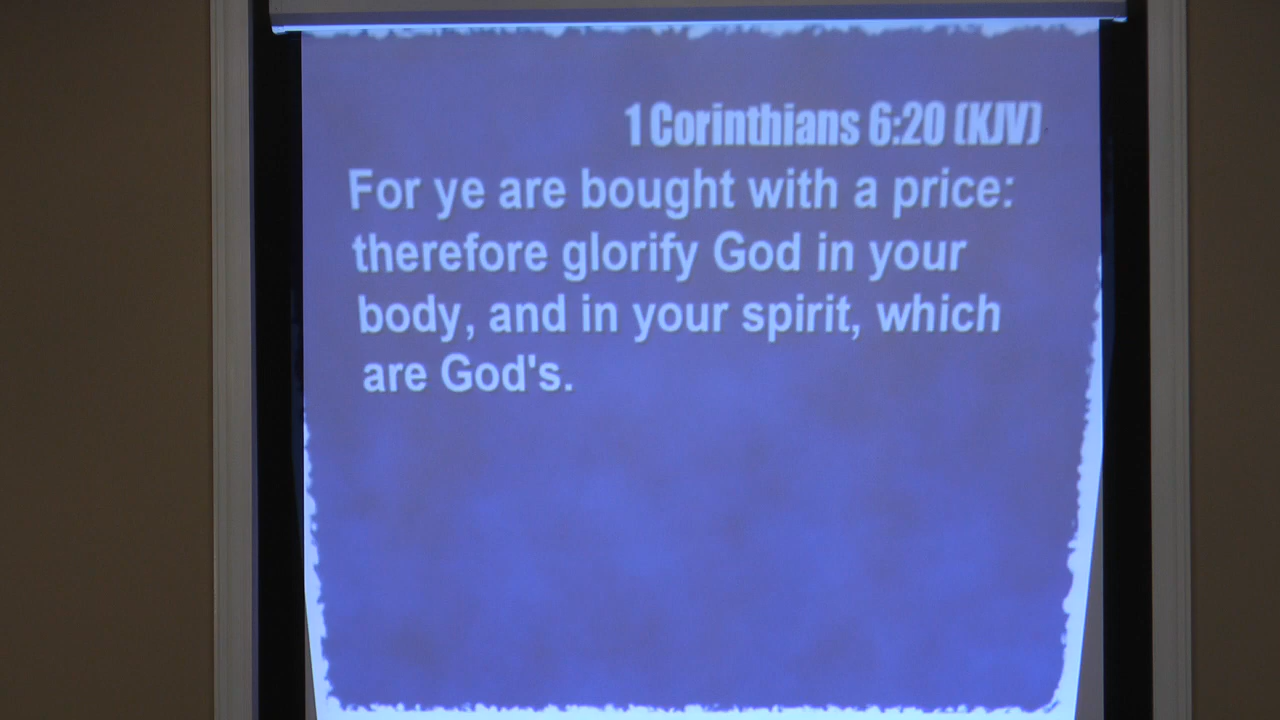 1 Corinthians 6:20 (KJV)
For ye are bought with a price:
therefore glorify God in your
body, and in your spirit, which
are God's.